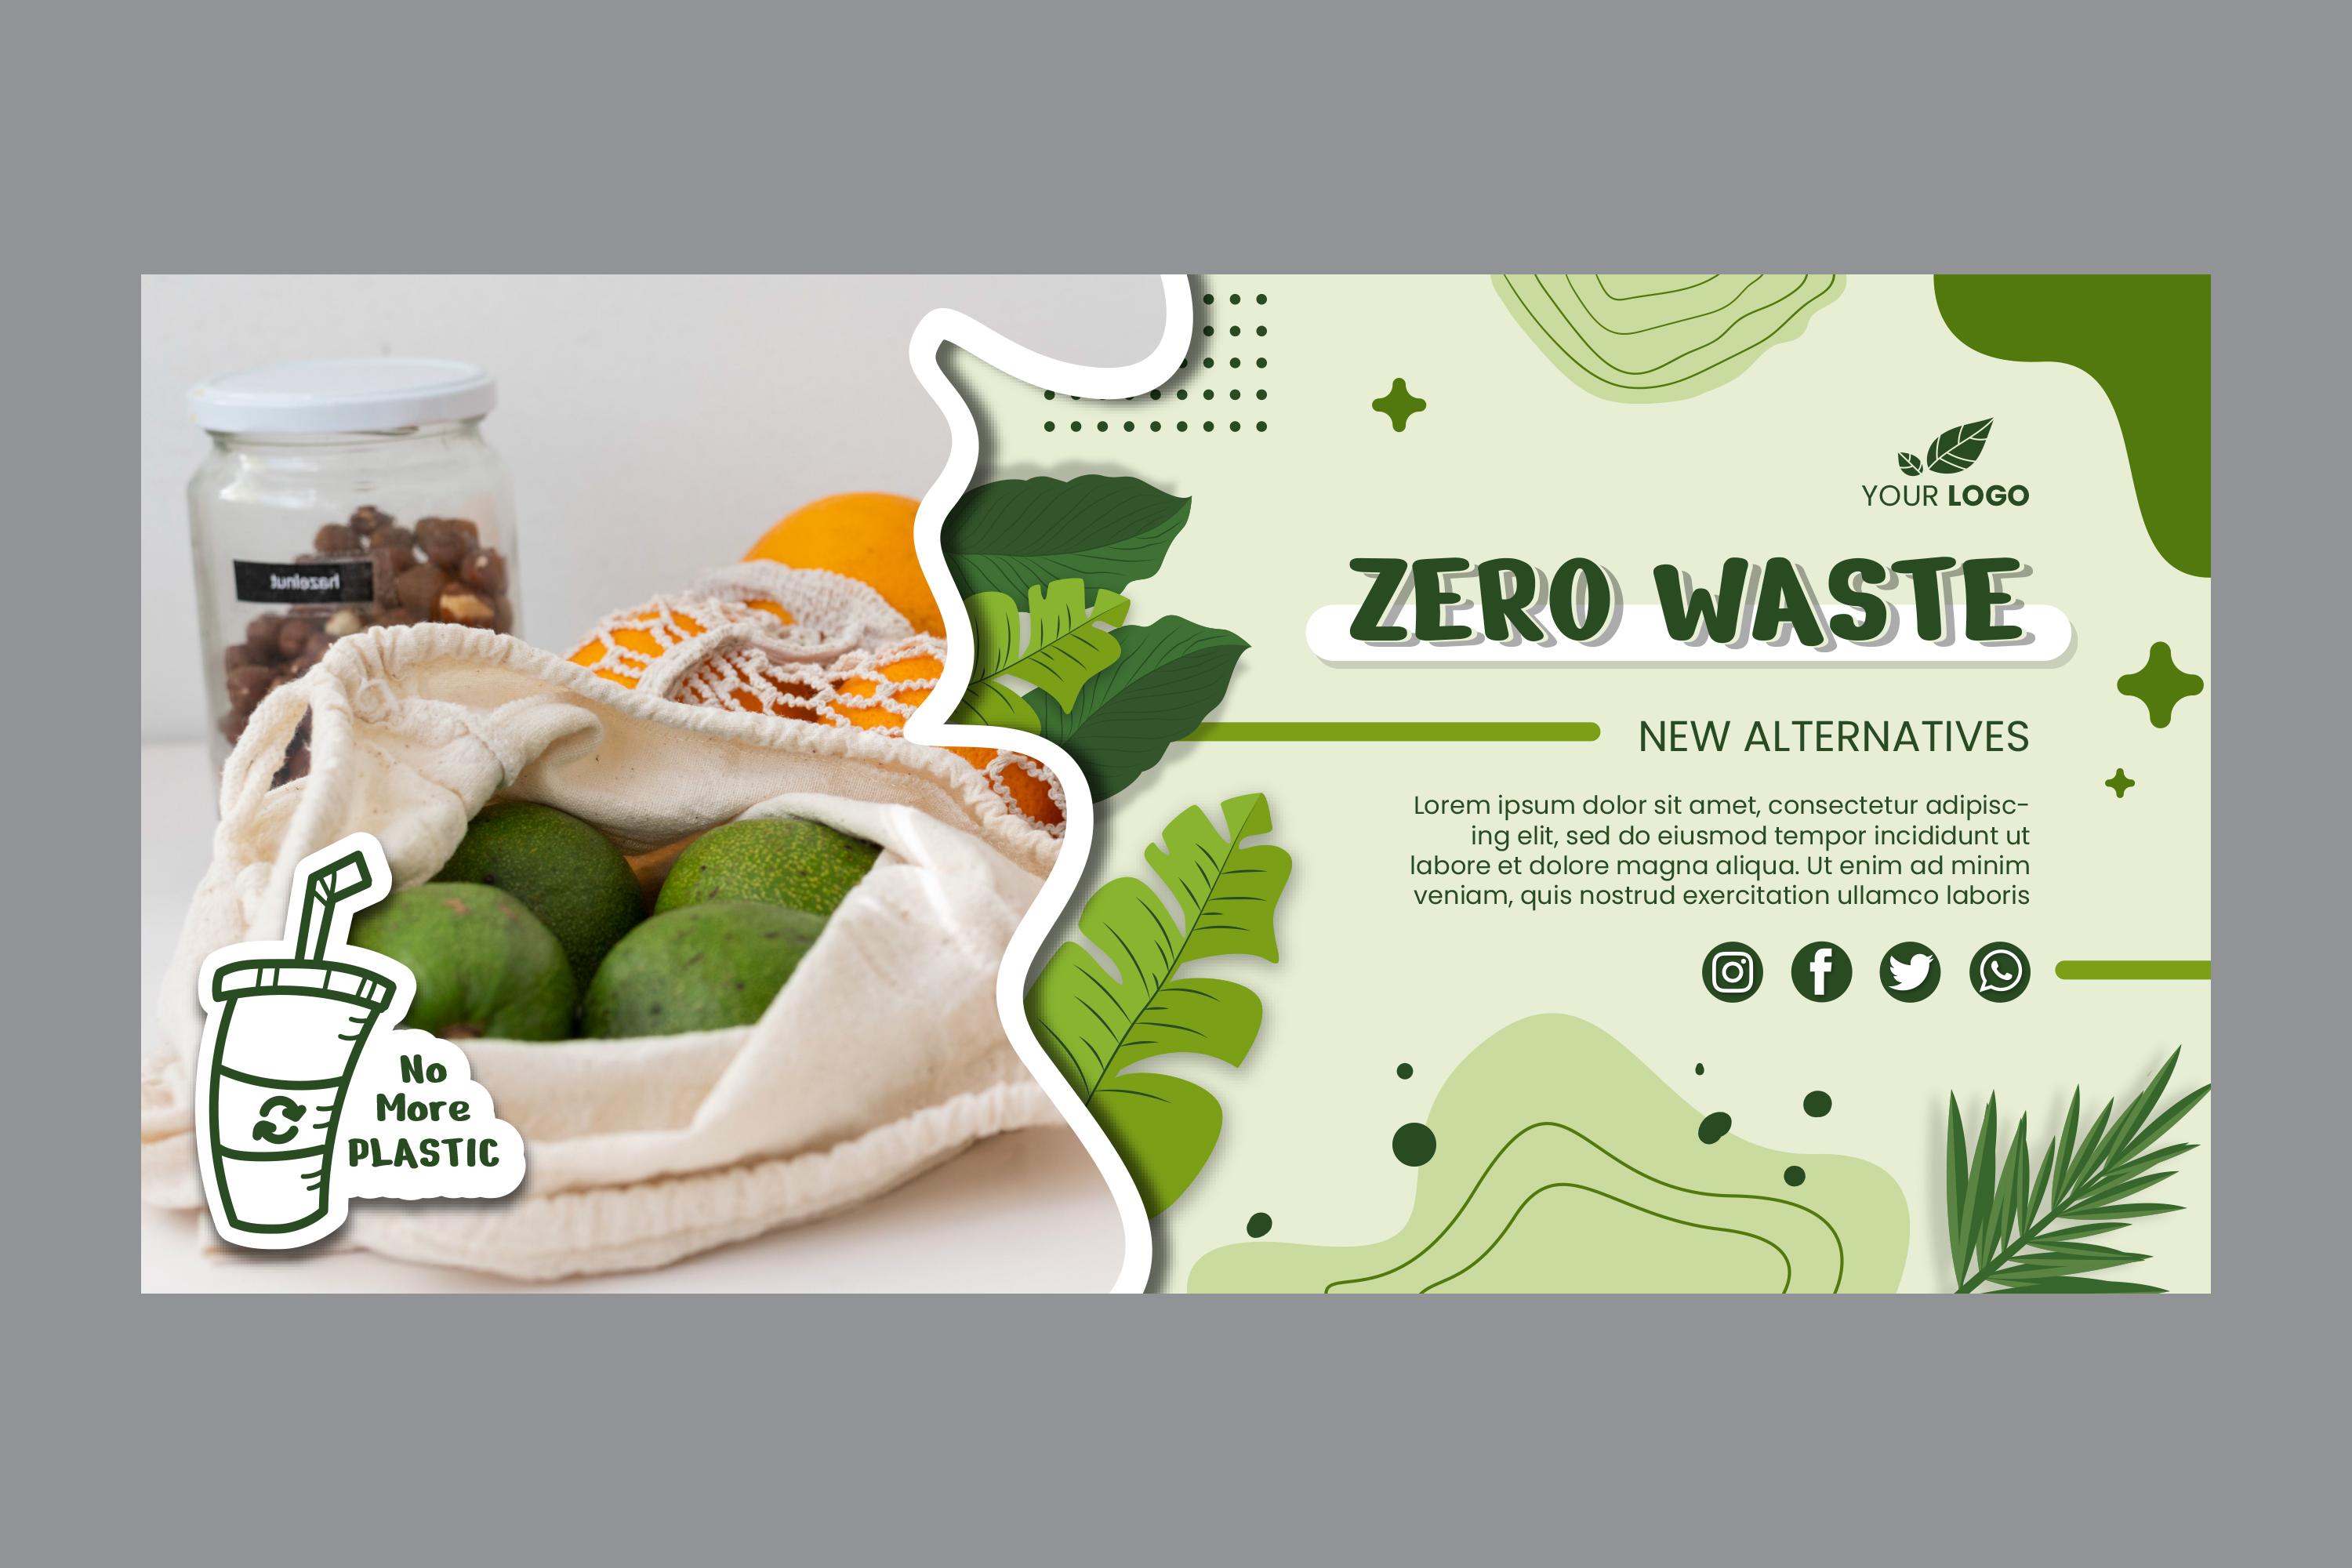 hazelnut
No
More
PLASTIC
YOUR LOGO
ZERO WASTE
NEW ALTERNATIVES
Lorem ipsum dolor sit amet, consectetur adipisc-
ing elit, sed do eiusmod tempor incididunt ut
labore et dolore magna aliqua. Ut enim ad minim
veniam, quis nostrud exercitation ullamco laboris